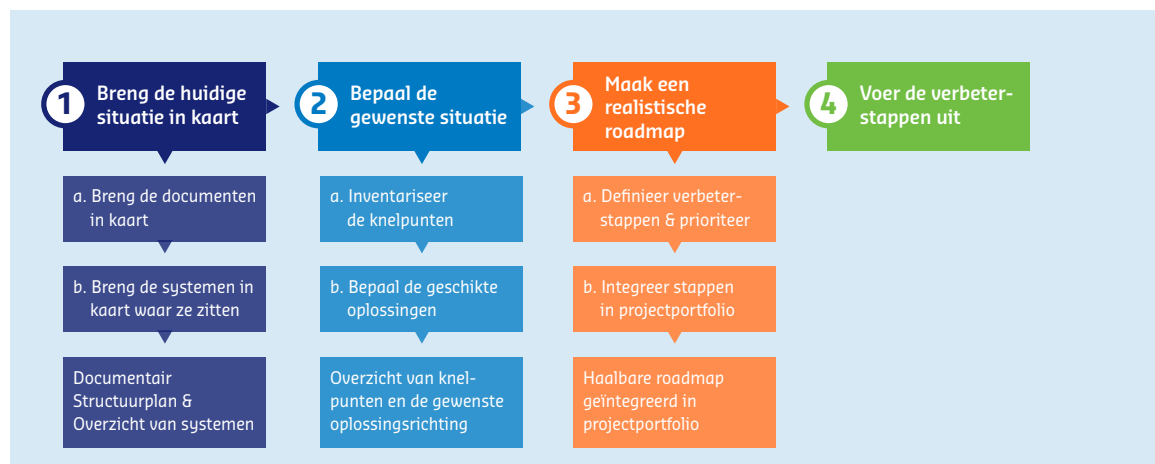 1
Breng de huidige
situatie in kaart
a. Breng de documenten
in kaart
b. Breng de systemen in
kaart waar ze zitten
Documentair
Structuurplan &
Overzicht van systemen
2
Bepaal de
gewenste situatie
a. Inventariseer
de knelpunten
b. Bepaal de geschikte
oplossingen
Overzicht van knel-
punten en de gewenste
oplossingsrichting
3
Maak een
realistische
roadmap
a. Definieer verbeter-
stappen & prioriteer
b. Integreer stappen
in projectportfolio
Haalbare roadmap
geïntegreerd in
projectportfolio
4
Voer de verbeter-
stappen uit